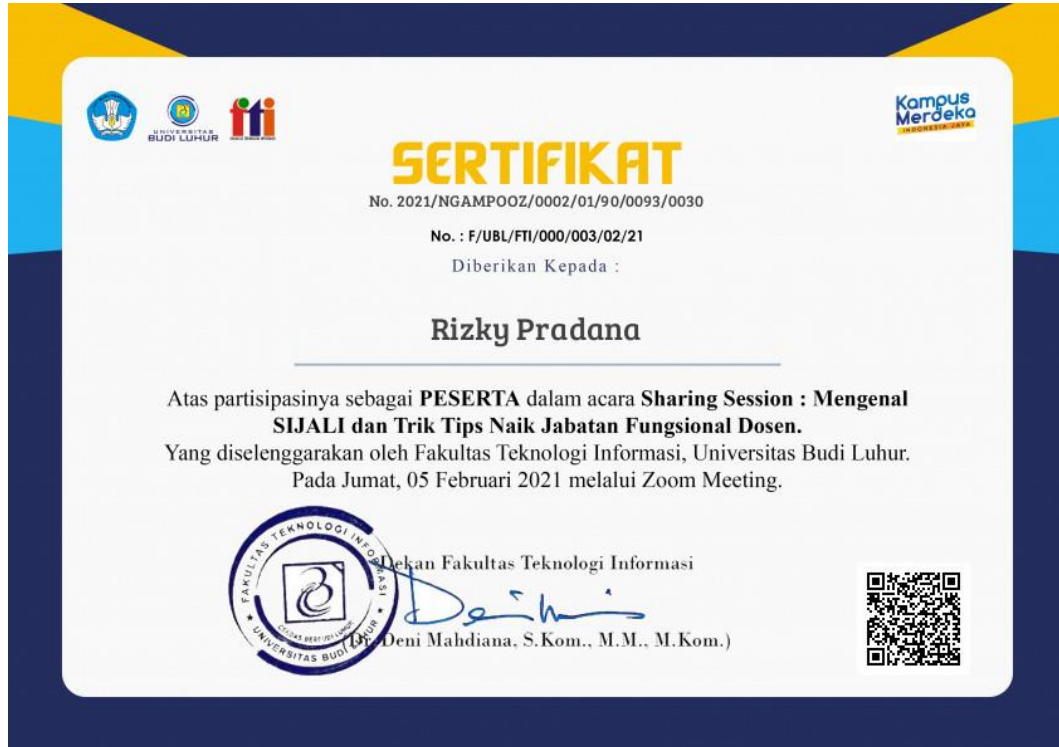 UNIVERSITAS
BUDI LUHUR
fti
Kampus
Merdeka
INDONESIA JAYA
SERTIFIKAT
No. 2021/NGAMPOOZ/0002/01/90/0093/0030
No. : F/UBL/FTI/000/003/02/21
Diberikan Kepada :
Rizky Pradana
Atas partisipasinya sebagai PESERTA dalam acara Sharing Session : Mengenal
SIJALI dan Trik Tips Naik Jabatan Fungsional Dosen.
Yang diselenggarakan oleh Fakultas Teknologi Informasi, Universitas Budi Luhur.
Pada Jumat, 05 Februari 2021 melalui Zoom Meeting.
FAKULTAS TEKNOLOGI INFORMASI
CERDAS BERBUDI LUHUR
UNIVERSITAS BUDI LUHUR
Dekan Fakultas Teknologi Informasi
(Dr. Deni Mahdiana, S.Kom., M.M., M.Kom.)